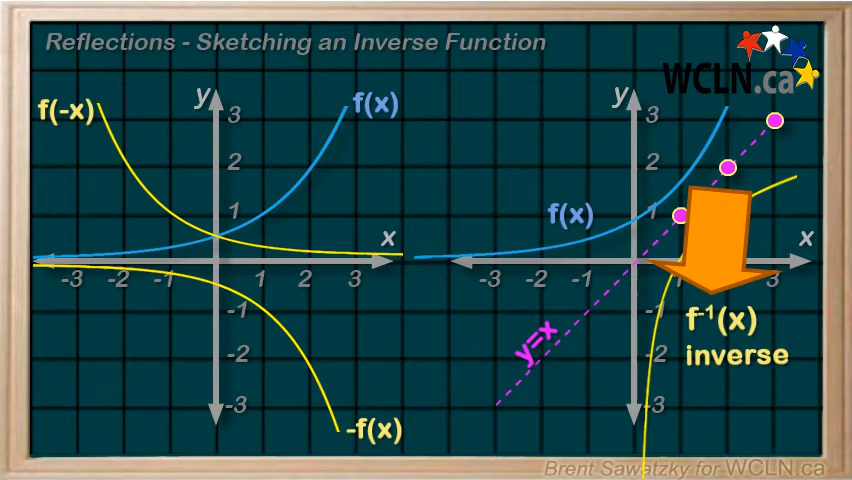 Reflections - Sketching an Inverse Function
WCLN.ca
f(-x)
y
f(x)
3
2
1
x
-3 -2 -1 1 2 3
-1
-2
-3
-f(x)
y
3
2
1
f(x)
x
-3 -2 -1 1 3
-2
-3
y=x
f-1(x)
inverse
Brent Sawatzky for WCLN.ca